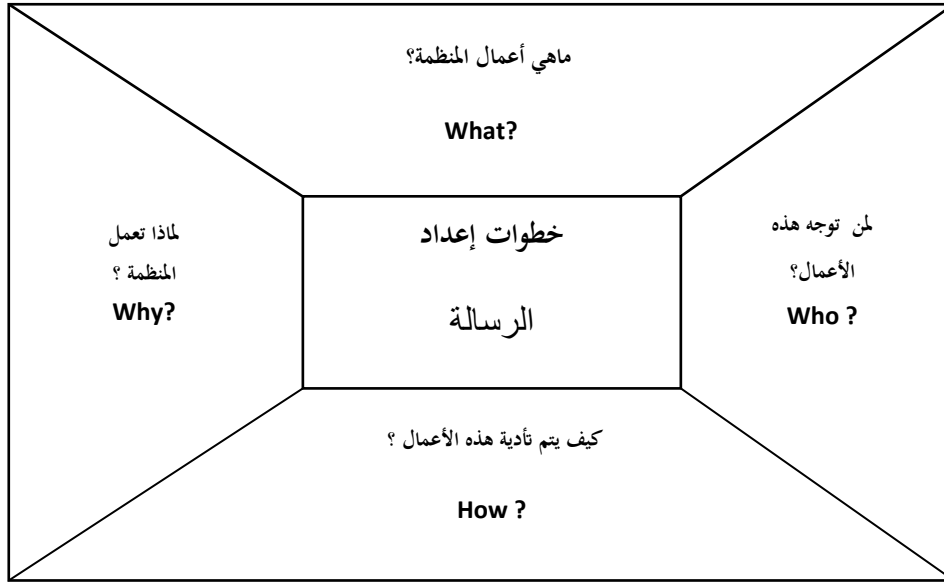 ماهي أعمال المنظمة؟
What?
خطوات إعداد
الرسالة
لمن توجه هذه
الأعمال؟
Who ?
لماذا تعمل
المنظمة ؟
Why?
كيف يتم تأدية هذه الأعمال ؟
How ?